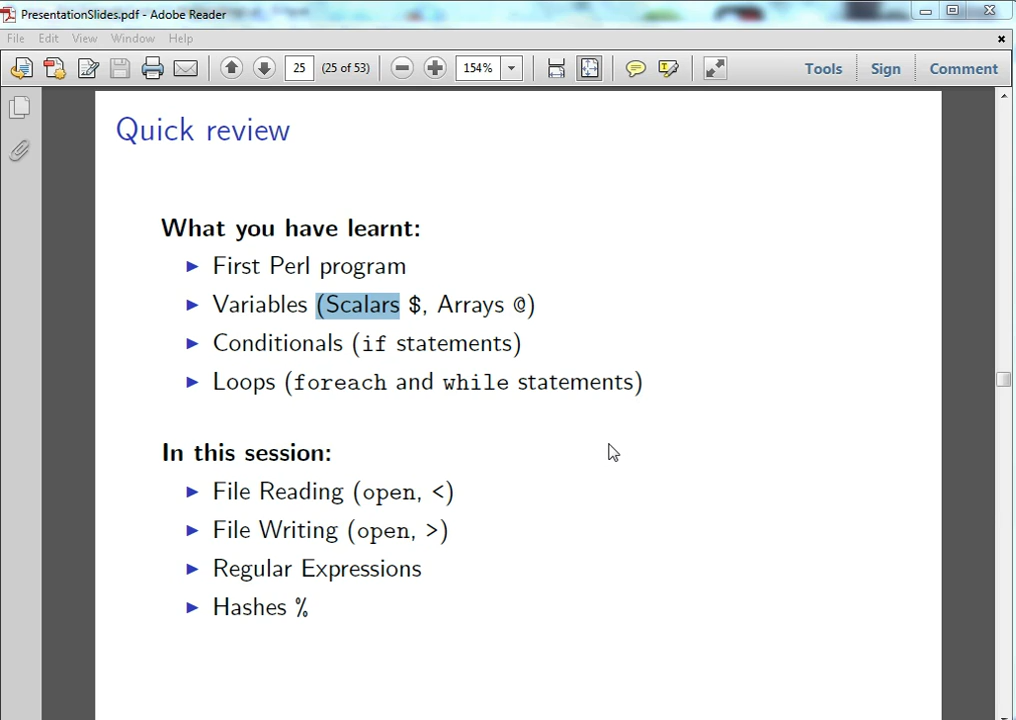 PresentationSlides.pdf - Adobe Reader
File Edit View Window Help
25 (25 of 53) 154% Tools Sign Comment
Quick review
What you have learnt:
► First Perl program
► Variables (Scalars $, Arrays @)
► Conditionals (if statements)
► Loops (foreach and while statements)
In this session:
► File Reading (open, <)
► File Writing (open, >)
► Regular Expressions
► Hashes %